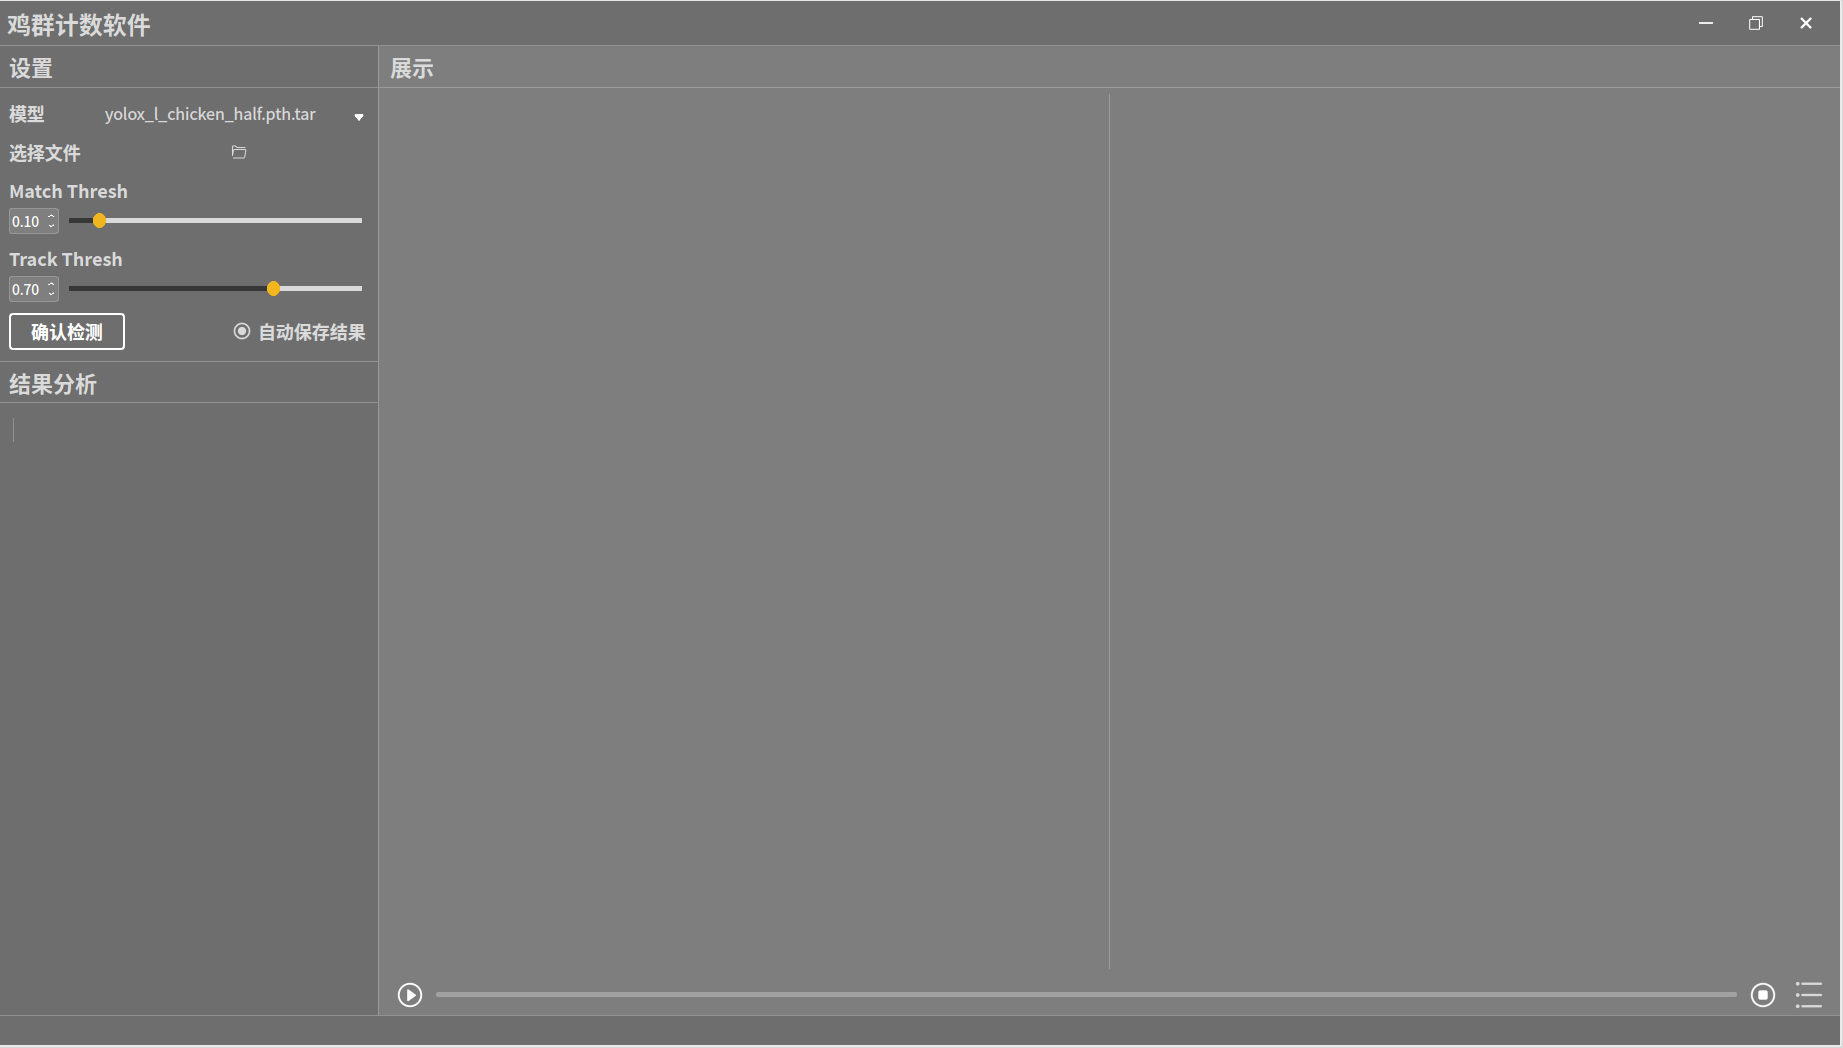 鸡群计数软件
设置
展示
模型 yolox_l_chicken_half.pth.tar
选择文件
Match Thresh
0.10
Track Thresh
0.70
确认检测 自动保存结果
结果分析